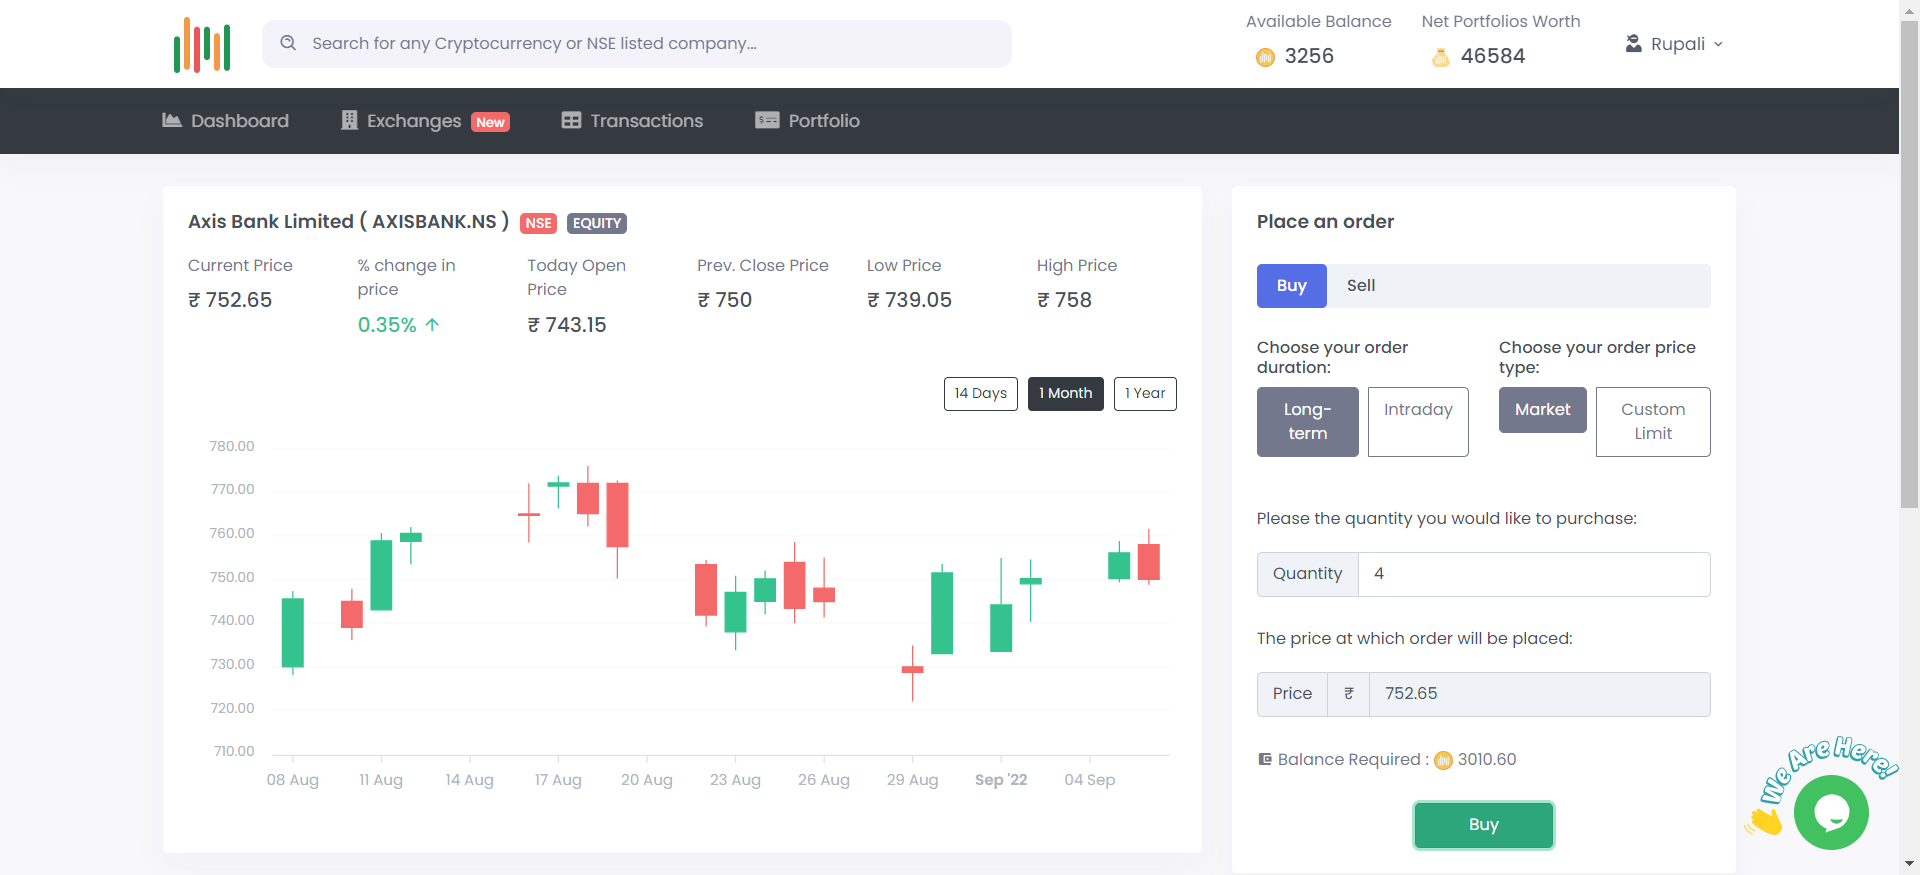 Search for any Cryptocurrency or NSE listed company...
Available Balance
3256
Net Portfolios Worth
46584
Rupali
Dashboard
Exchanges New
Transactions
Portfolio
Axis Bank Limited ( AXISBANK.NS ) NSE EQUITY
Current Price
₹ 752.65
% change in
price
0.35% ↑
Today Open
Price
₹ 743.15
Prev. Close Price
₹ 750
Low Price
₹ 739.05
High Price
₹ 758
14 Days
1 Month
1 Year
780.00
770.00
760.00
750.00
740.00
730.00
720.00
710.00
08 Aug
11 Aug
14 Aug
17 Aug
20 Aug
23 Aug
26 Aug
29 Aug
Sep '22
04 Sep
Place an order
Buy
Sell
Choose your order
duration:
Long-
term
Intraday
Choose your order price
type:
Market
Custom
Limit
Please the quantity you would like to purchase:
Quantity 4
The price at which order will be placed:
Price ₹ 752.65
Balance Required : 3010.60
Buy
We Are Here!